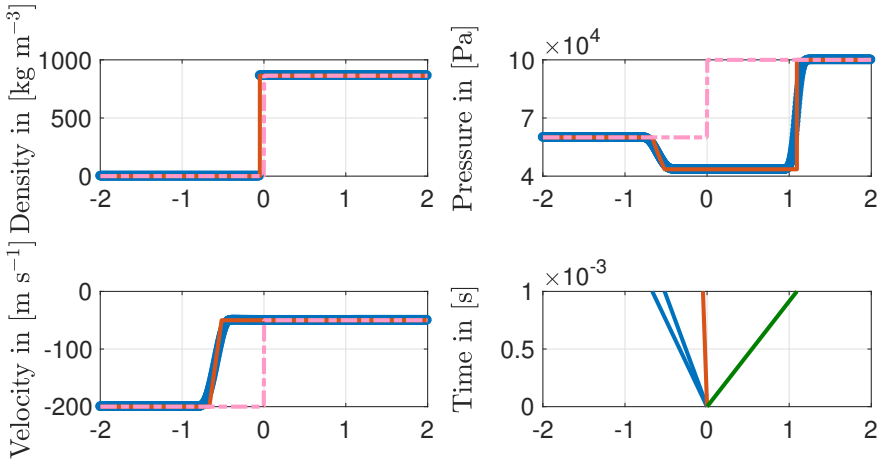 Density in [kg m⁻³]
1000
500
0
-2 -1 0 1 2
Pressure in [Pa]
×10⁴
10
7
4
-2 -1 0 1 2
Velocity in [m s⁻¹]
0
-100
-200
-2 -1 0 1 2
Time in [s]
×10⁻³
1
0.5
0
-2 -1 0 1 2